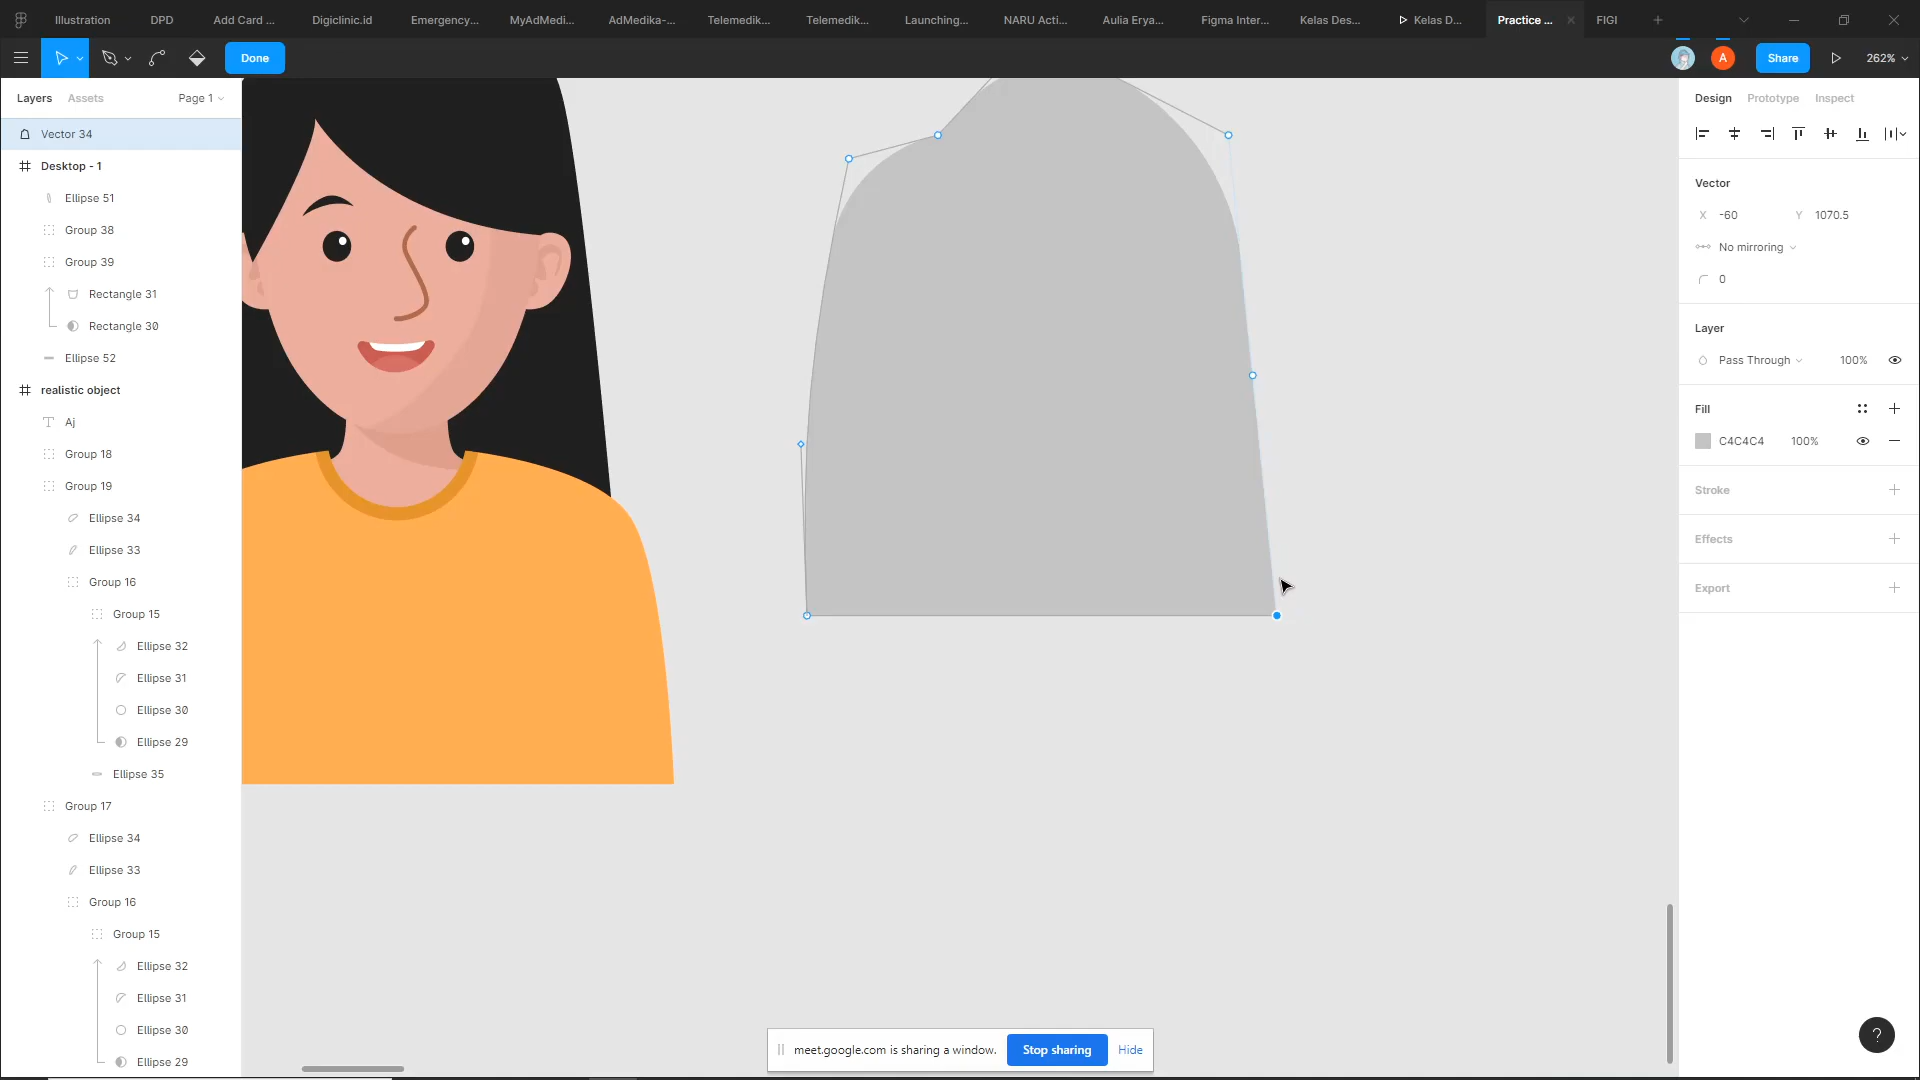 Illustration DPD Add Card ... Digiclinic.id Emergency... MyAdMedi... AdMedika-... Telemedik... Telemedik... Launching... NARU Acti... Aulia Erya... Figma Inter... Kelas Des... Kelas D... Practice ... FIGI
Done A Share 262%
Layers Assets Page 1
Vector 34
Desktop - 1
Ellipse 51
Group 38
Group 39
Rectangle 31
Rectangle 30
Ellipse 52
realistic object
Aj
Group 18
Group 19
Ellipse 34
Ellipse 33
Group 16
Group 15
Ellipse 32
Ellipse 31
Ellipse 30
Ellipse 29
Ellipse 35
Group 17
Ellipse 34
Ellipse 33
Group 16
Group 15
Ellipse 32
Ellipse 31
Ellipse 30
Ellipse 29
Design Prototype Inspect
Vector
X -60 Y 1070.5
No mirroring
0
Layer
Pass Through 100%
Fill
C4C4C4 100%
Stroke
Effects
Export
?
meet.google.com is sharing a window. Stop sharing Hide